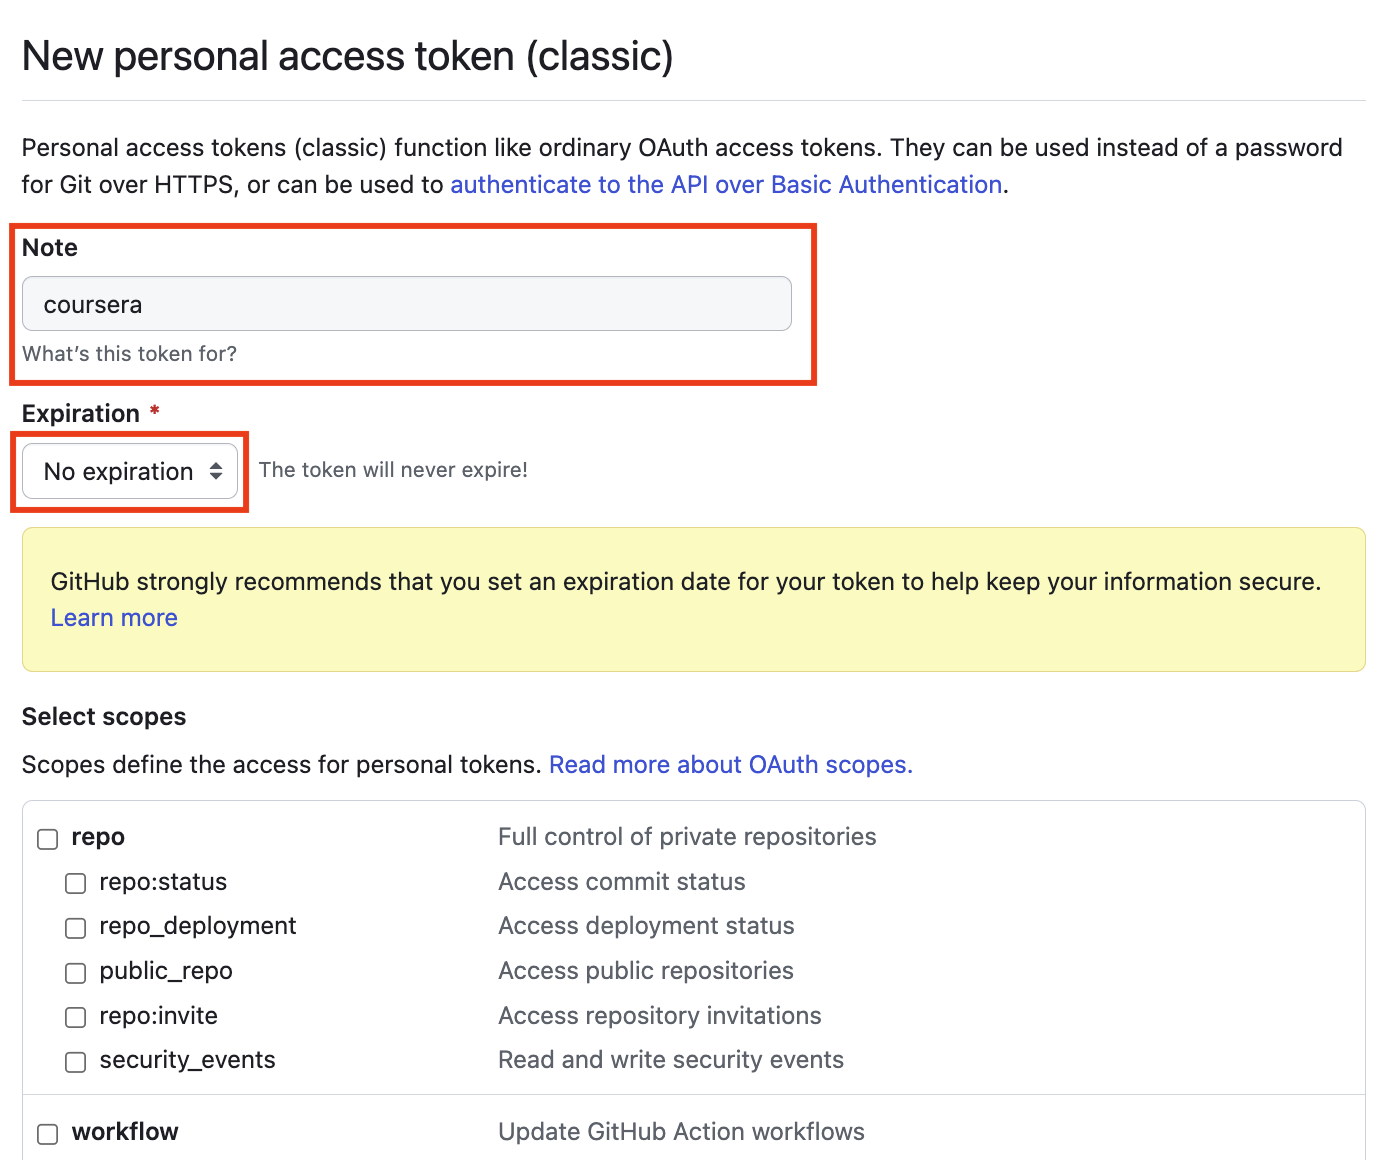 New personal access token (classic)
Personal access tokens (classic) function like ordinary OAuth access tokens. They can be used instead of a password
for Git over HTTPS, or can be used to authenticate to the API over Basic Authentication.
Note
coursera
What’s this token for?
Expiration *
No expiration The token will never expire!
GitHub strongly recommends that you set an expiration date for your token to help keep your information secure.
Learn more
Select scopes
Scopes define the access for personal tokens. Read more about OAuth scopes.
repo Full control of private repositories
repo:status Access commit status
repo_deployment Access deployment status
public_repo Access public repositories
repo:invite Access repository invitations
security_events Read and write security events
workflow Update GitHub Action workflows